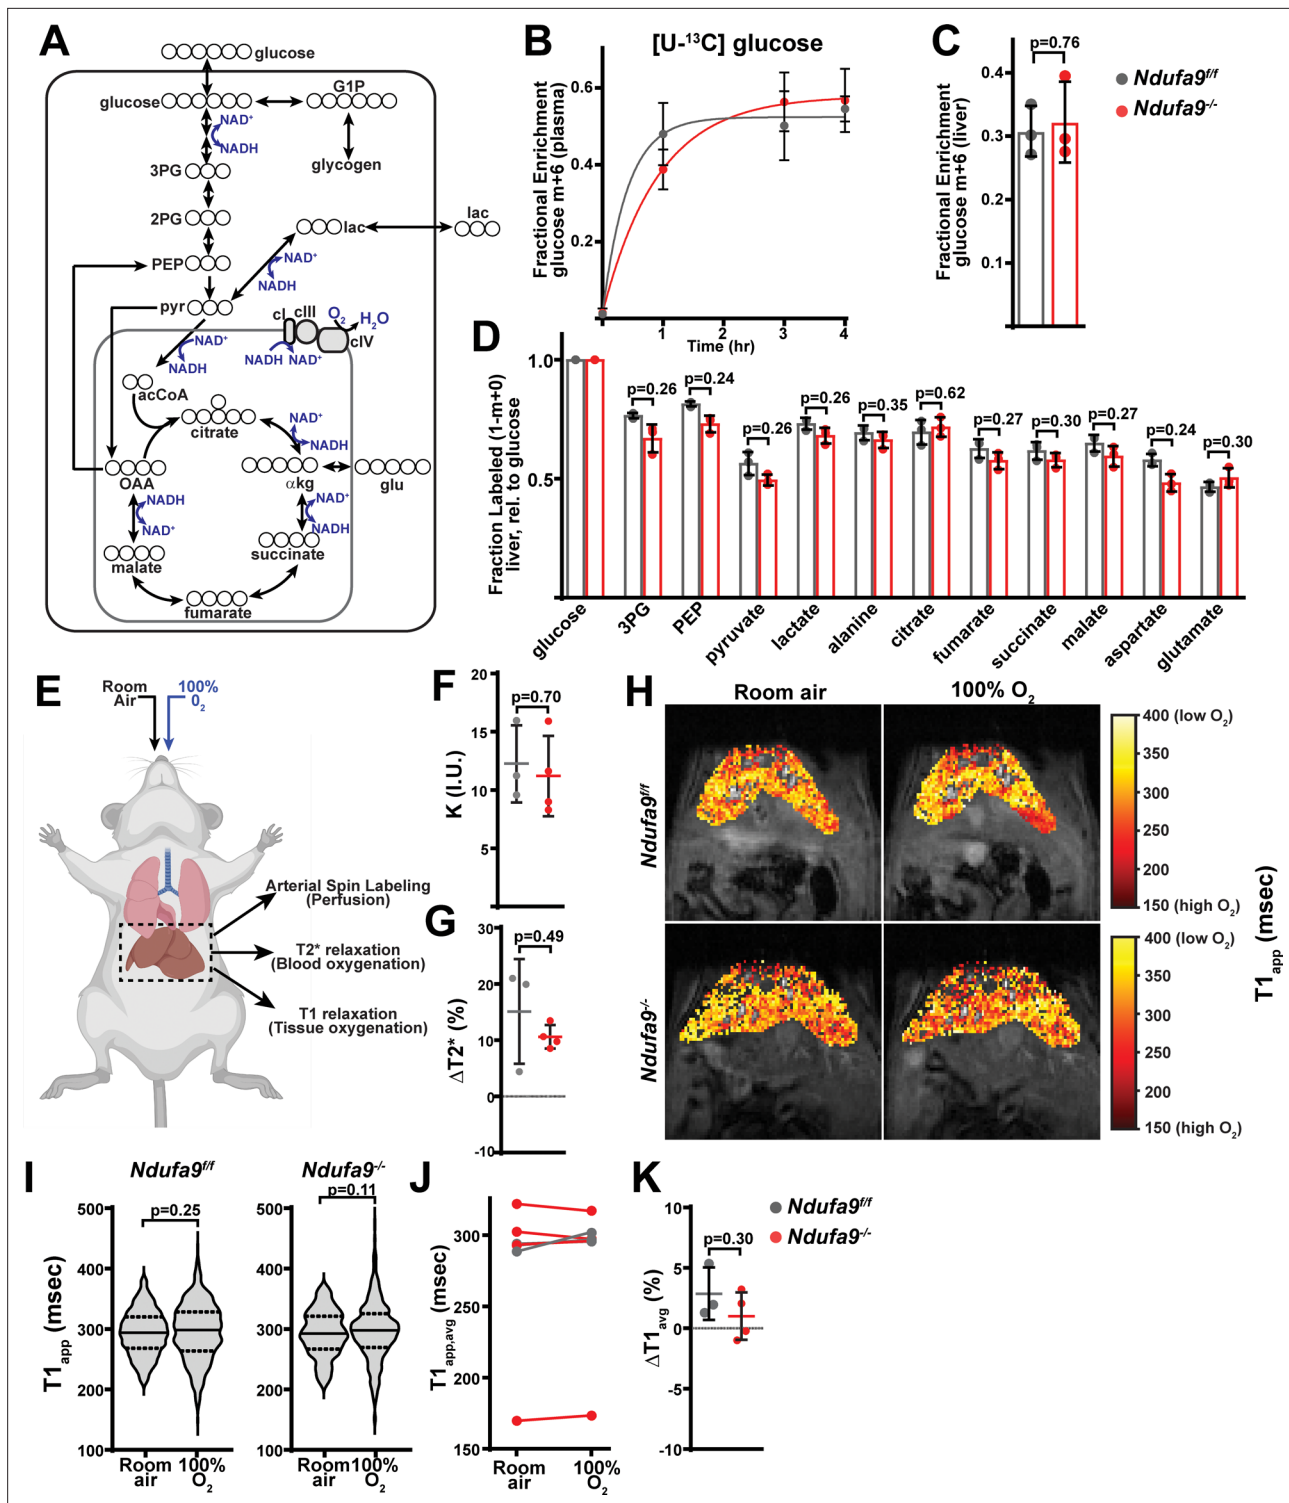 A
glucose
glucose
G1P
NAD⁺
NADH
glycogen
3PG
2PG
lac
lac
PEP
NAD⁺
NADH
pyr
cI
cIII
O₂
H₂O
cIV
NADH
NAD⁺
NAD⁺
NADH
acCoA
citrate
NAD⁺
NADH
OAA
αkg
glu
NADH
NAD⁺
NAD⁺
NADH
succinate
malate
fumarate
B
[U-¹³C] glucose
Fractional Enrichment
glucose m+6 (plasma)
0.6
0.4
0.2
0
1
3
4
Time (hr)
C
p=0.76
Fractional Enrichment
glucose m+6 (liver)
0.4
0.3
0.2
0.1
Ndufa9f/f
Ndufa9-/-
D
Fraction Labeled (1-m+0)
liver, rel. to glucose
1.0
0.5
p=0.26
p=0.24
p=0.26
p=0.26
p=0.35
p=0.62
p=0.27
p=0.30
p=0.27
p=0.24
p=0.30
glucose
3PG
PEP
pyruvate
lactate
alanine
citrate
fumarate
succinate
malate
aspartate
glutamate
E
Room
Air
100%
0₂
Arterial Spin Labeling
(Perfusion)
T2* relaxation
(Blood oxygenation)
T1 relaxation
(Tissue oxygenation)
F
K (I.U.)
20
15
10
5
p=0.70
G
ΔT2* (%)
30
20
10
0
-10
p=0.49
H
Room air
100% O₂
Ndufa9f/f
Ndufa9-/-
400 (low O₂)
350
300
250
200
150 (high O₂)
400 (low O₂)
350
300
250
200
150 (high O₂)
T1app (msec)
I
Ndufa9f/f
Ndufa9-/-
T1app (msec)
500
400
300
200
100
p=0.25
Room
air
100%
O₂
500
400
300
200
100
p=0.11
Room
air
100%
O₂
J
T1app,avg (msec)
300
250
200
150
Room
air
100%
O₂
K
ΔT1avg (%)
10
5
0
-5
-10
p=0.30
Ndufa9f/f
Ndufa9-/-